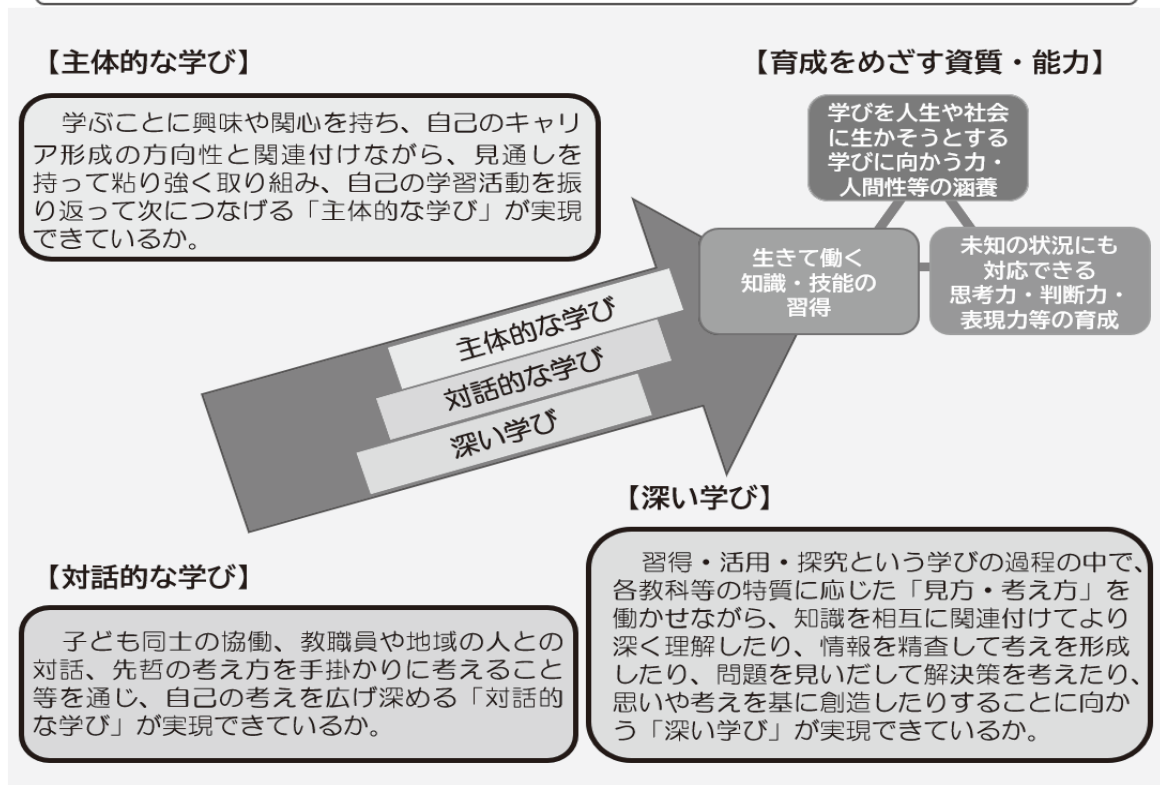 【主体的な学び】
学ぶことに興味や関心を持ち、自己のキャリ
ア形成の方向性と関連付けながら、見通しを
持って粘り強く取り組み、自己の学習活動を振
り返って次につなげる「主体的な学び」が実現
できているか。
【育成をめざす資質・能力】
学びを人生や社会
に生かそうとする
学びに向かう力・
人間性等の涵養
生きて働く
知識・技能の
習得
未知の状況にも
対応できる
思考力・判断力・
表現力等の育成
主体的な学び
対話的な学び
深い学び
【対話的な学び】
子ども同士の協働、教職員や地域の人との
対話、先哲の考え方を手掛かりに考えること
等を通じ、自己の考えを広げ深める「対話的
な学び」が実現できているか。
【深い学び】
習得・活用・探究という学びの過程の中で、
各教科等の特質に応じた「見方・考え方」を
働かせながら、知識を相互に関連付けてより
深く理解したり、情報を精査して考えを形成
したり、問題を見いだして解決策を考えたり、
思いや考えを基に創造したりすることに向か
う「深い学び」が実現できているか。